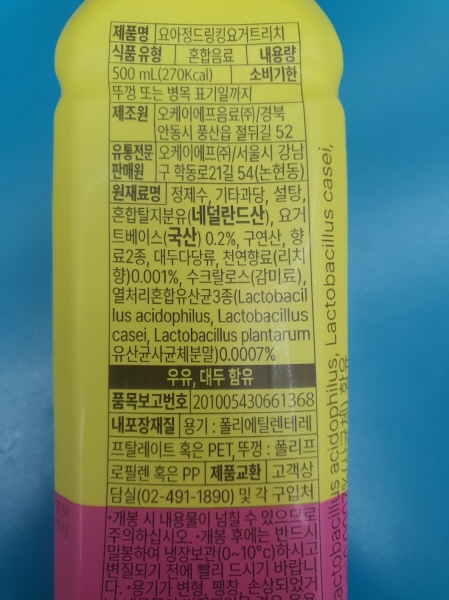 제품명 요아정드링킹요거트리치
식품유형 혼합음료 내용량
500 mL(270Kcal) 소비기한
뚜껑 또는 병목 표기일까지
제조원 오케이에프음료(주)/경북
안동시 풍산읍 절뒤길 52
유통전문판매원 오케이에프(주)/서울시 강남
구 학동로21길 54(논현동)
원재료명 정제수, 기타과당, 설탕,
혼합탈지분유(네덜란드산), 요거
트베이스(국산) 0.2%, 구연산, 향
료2종, 대두다당류, 천연향료(리치
향)0.001%, 수크랄로스(감미료),
열처리혼합유산균3종(Lactobacil
lus acidophilus, Lactobacillus
casei, Lactobacillus plantarum
유산균사균체분말)0.0007%
우유, 대두 함유
품목보고번호 201005430661368
내포장재질 용기 : 폴리에틸렌테레
프탈레이트 혹은 PET, 뚜껑 : 폴리프
로필렌 혹은 PP 제품교환 고객상
담실(02-491-1890) 및 각 구입처
•개봉 시 내용물이 넘칠 수 있으므로
주의하십시오. •개봉 후에는 반드시
밀봉하여 냉장보관(0~10℃)하시고
변질되기 전에 빨리 드시기 바랍니
다. •용기가 변형, 팽창, 손상되었거
Lactobacillus acidophilus, Lactobacillus casei,